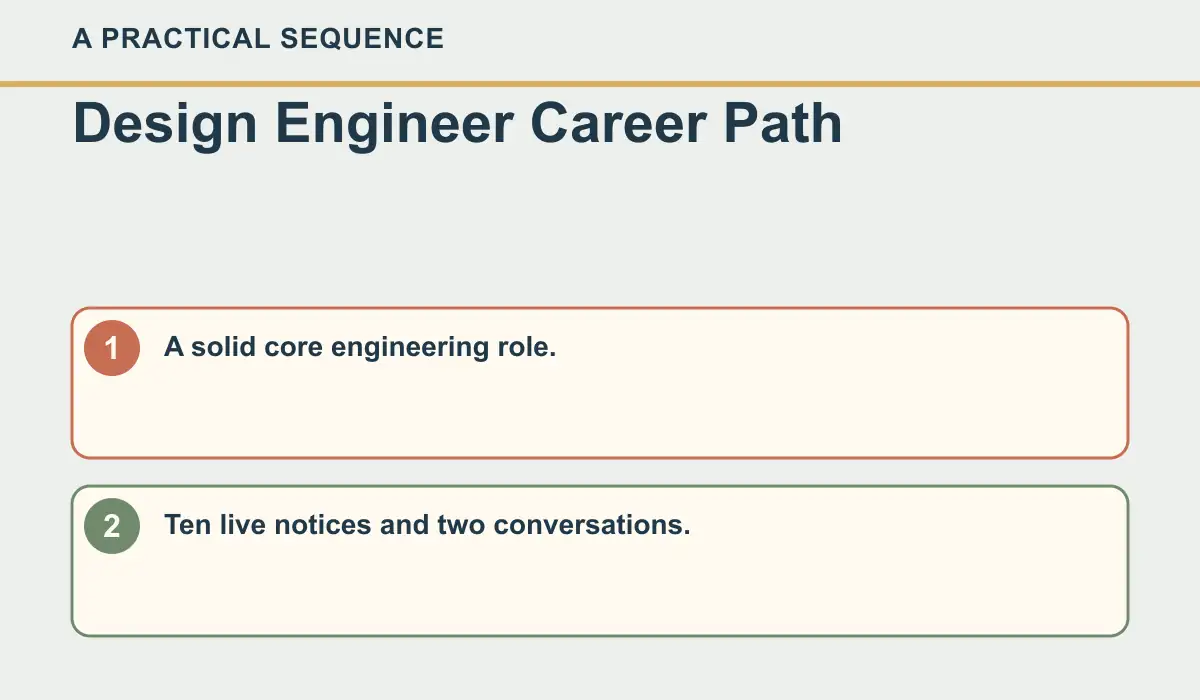 A PRACTICAL SEQUENCE
Design Engineer Career Path
1
A solid core engineering role.
2
Ten live notices and two conversations.